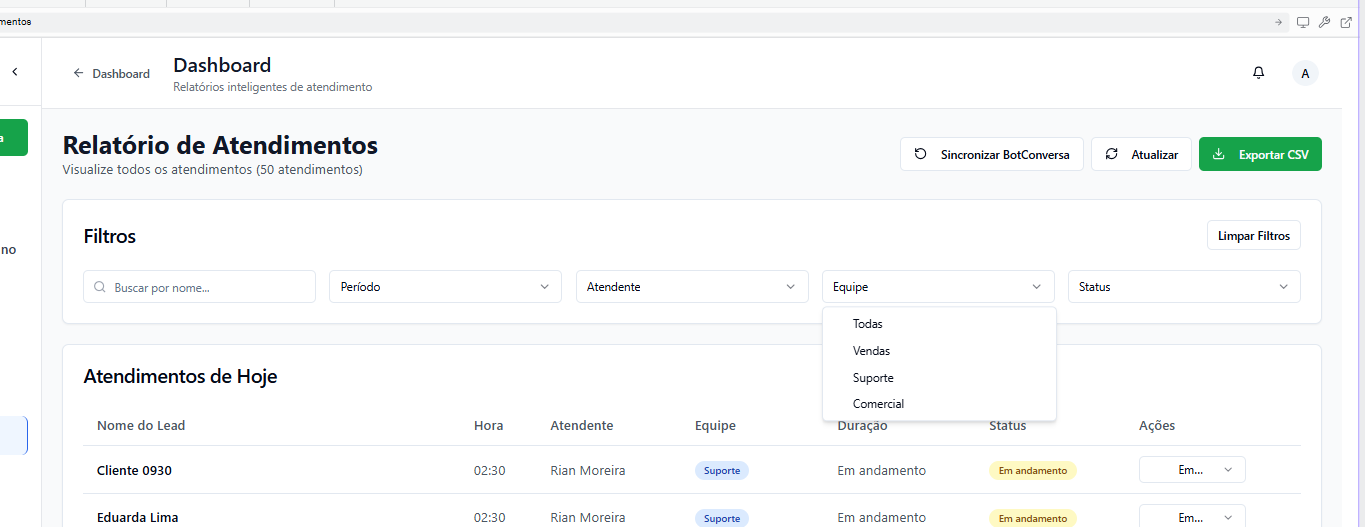 mentos
Dashboard
Dashboard
Relatórios inteligentes de atendimento
A
a
Relatório de Atendimentos
Visualize todos os atendimentos (50 atendimentos)
Sincronizar BotConversa
Atualizar
Exportar CSV
no
Filtros
Limpar Filtros
Buscar por nome...
Período
Atendente
Equipe
Status
Todas
Vendas
Suporte
Comercial
Atendimentos de Hoje
Nome do Lead Hora Atendente Equipe Duração Status Ações
Cliente 0930 02:30 Rian Moreira Suporte Em andamento Em andamento Em...
Eduarda Lima 02:30 Rian Moreira Suporte Em andamento Em andamento Em...